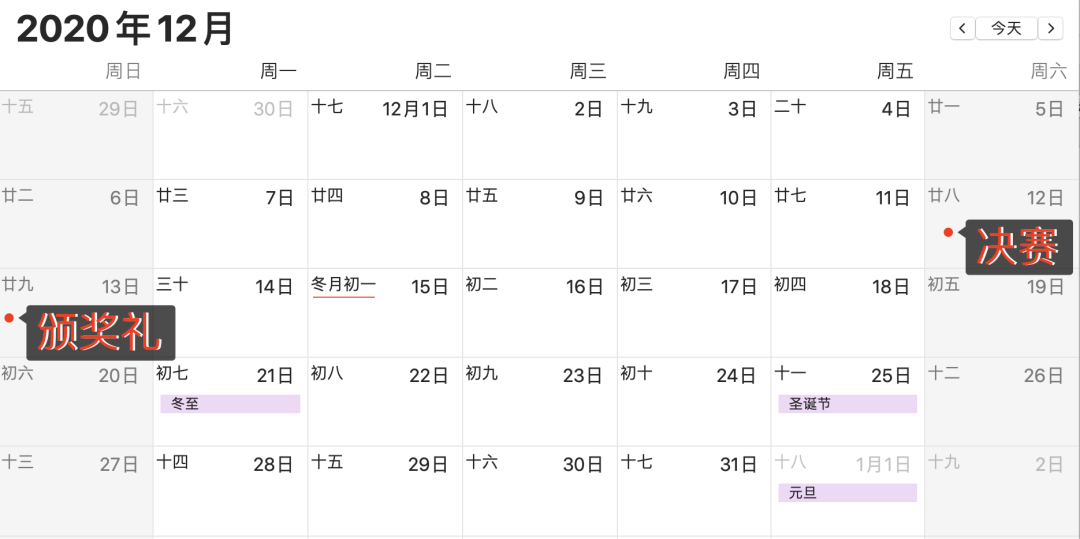 2020年12月
今天
周日 周一 周二 周三 周四 周五 周六
十五 29日 十六 30日 十七 12月1日 十八 2日 十九 3日 二十 4日 廿一 5日
廿二 6日 廿三 7日 廿四 8日 廿五 9日 廿六 10日 廿七 11日 廿八 12日
决赛
廿九 13日 三十 14日 冬月初一 15日 初二 16日 初三 17日 初四 18日 初五 19日
颁奖礼
初六 20日 初七 21日 初八 22日 初九 23日 初十 24日 十一 25日 十二 26日
冬至 圣诞节
十三 27日 十四 28日 十五 29日 十六 30日 十七 31日 十八 1月1日 十九 2日
元旦